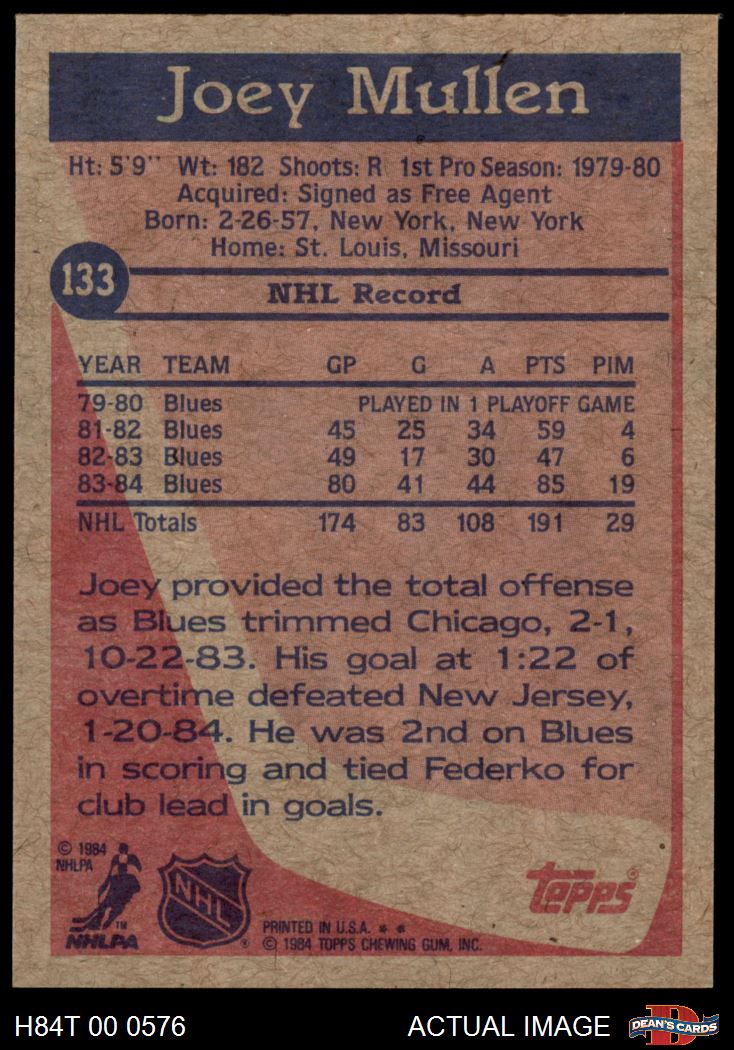 Joey Mullen
Ht: 5'9" Wt: 182 Shoots: R 1st Pro Season: 1979-80
Acquired: Signed as Free Agent
Born: 2-26-57, New York, New York
Home: St. Louis, Missouri
133
NHL Record
YEAR TEAM GP G A PTS PIM
79-80 Blues PLAYED IN 1 PLAYOFF GAME
81-82 Blues 45 25 34 59 4
82-83 Blues 49 17 30 47 6
83-84 Blues 80 41 44 85 19
NHL Totals 174 83 108 191 29
Joey provided the total offense
as Blues trimmed Chicago, 2-1,
10-22-83. His goal at 1:22 of
overtime defeated New Jersey,
1-20-84. He was 2nd on Blues
in scoring and tied Federko for
club lead in goals.
© 1984
NHLPA
TM
NHLPA
NHL
®
topps®
PRINTED IN U.S.A. * *
© 1984 TOPPS CHEWING GUM, INC.
H84T 00 0576
ACTUAL IMAGE
D
DEAN'S CARDS